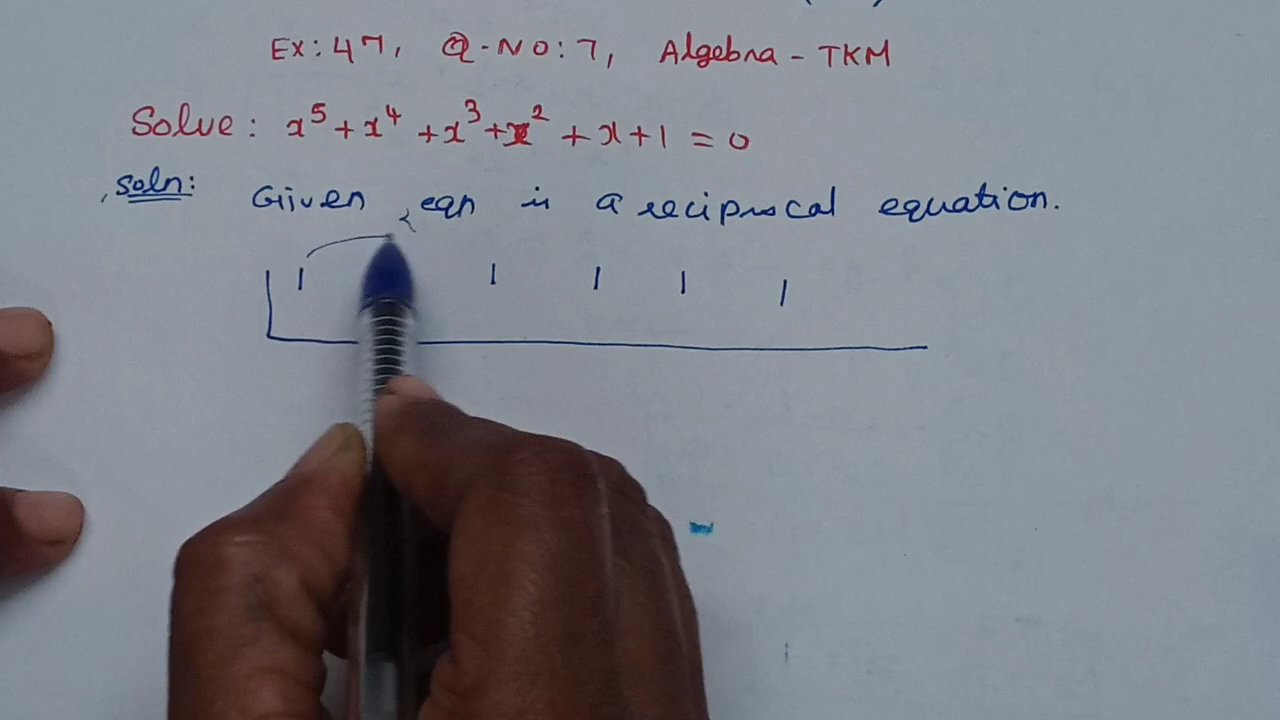 Ex: 47, Q.NO: 7, Algebra - TKM
Solve: x⁵ + x⁴ + x³ + x² + x + 1 = 0
Soln: Given eqn is a reciprocal equation.
1 1 1 1 1